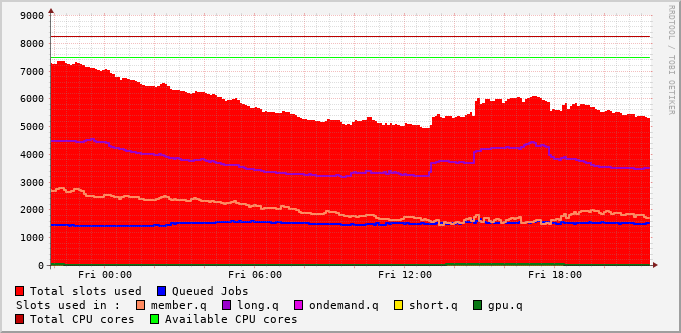 RRDTOOL / TOBI OETIKER
9000
8000
7000
6000
5000
4000
3000
2000
1000
0
Fri 00:00 Fri 06:00 Fri 12:00 Fri 18:00
Total slots used Queued Jobs
Slots used in : member.q long.q ondemand.q short.q gpu.q
Total CPU cores Available CPU cores